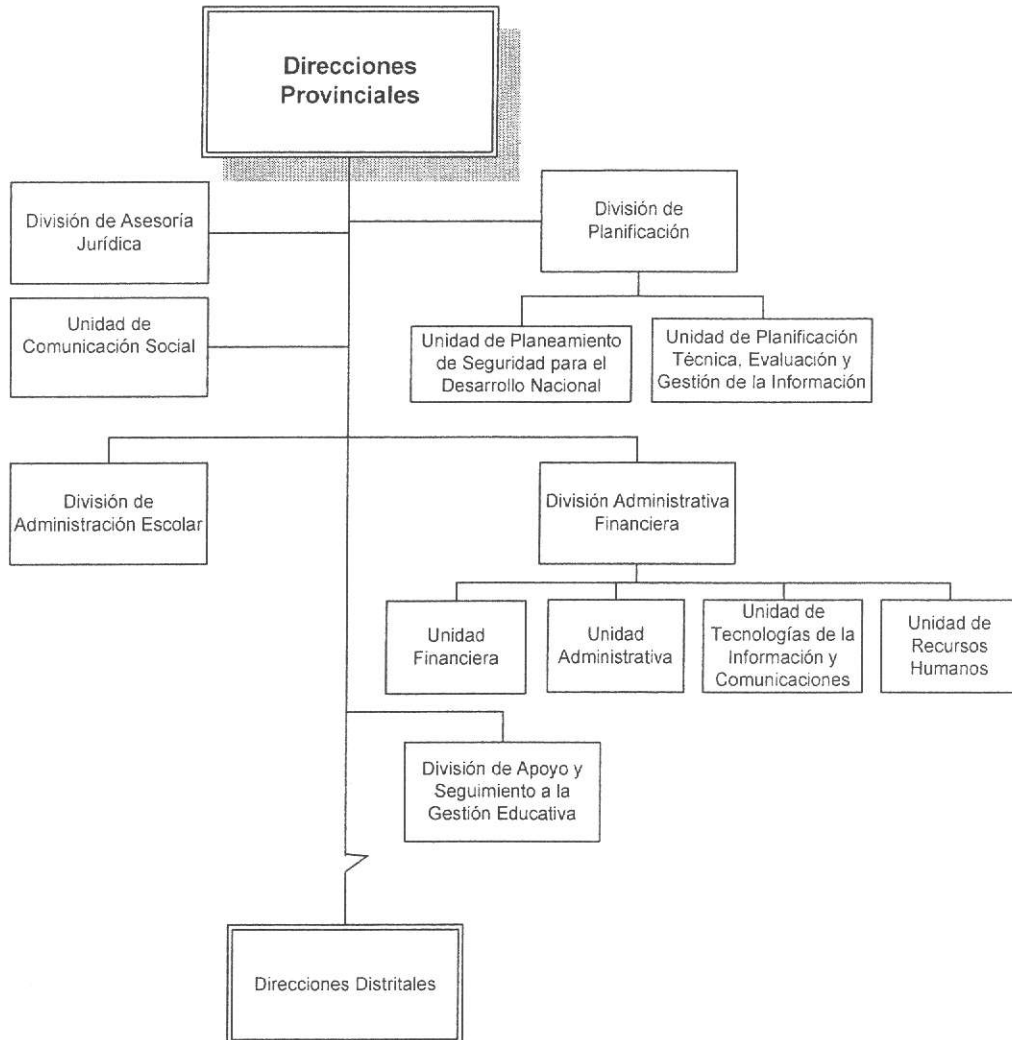 Direcciones
Provinciales
División de Asesoría
Jurídica
División de
Planificación
Unidad de
Comunicación Social
Unidad de Planeamiento
de Seguridad para el
Desarrollo Nacional
Unidad de Planificación
Técnica, Evaluación y
Gestión de la Información
División de
Administración Escolar
División Administrativa
Financiera
Unidad
Financiera
Unidad
Administrativa
Unidad de
Tecnologías de la
Información y
Comunicaciones
Unidad de
Recursos
Humanos
División de Apoyo y
Seguimiento a la
Gestión Educativa
Direcciones Distritales